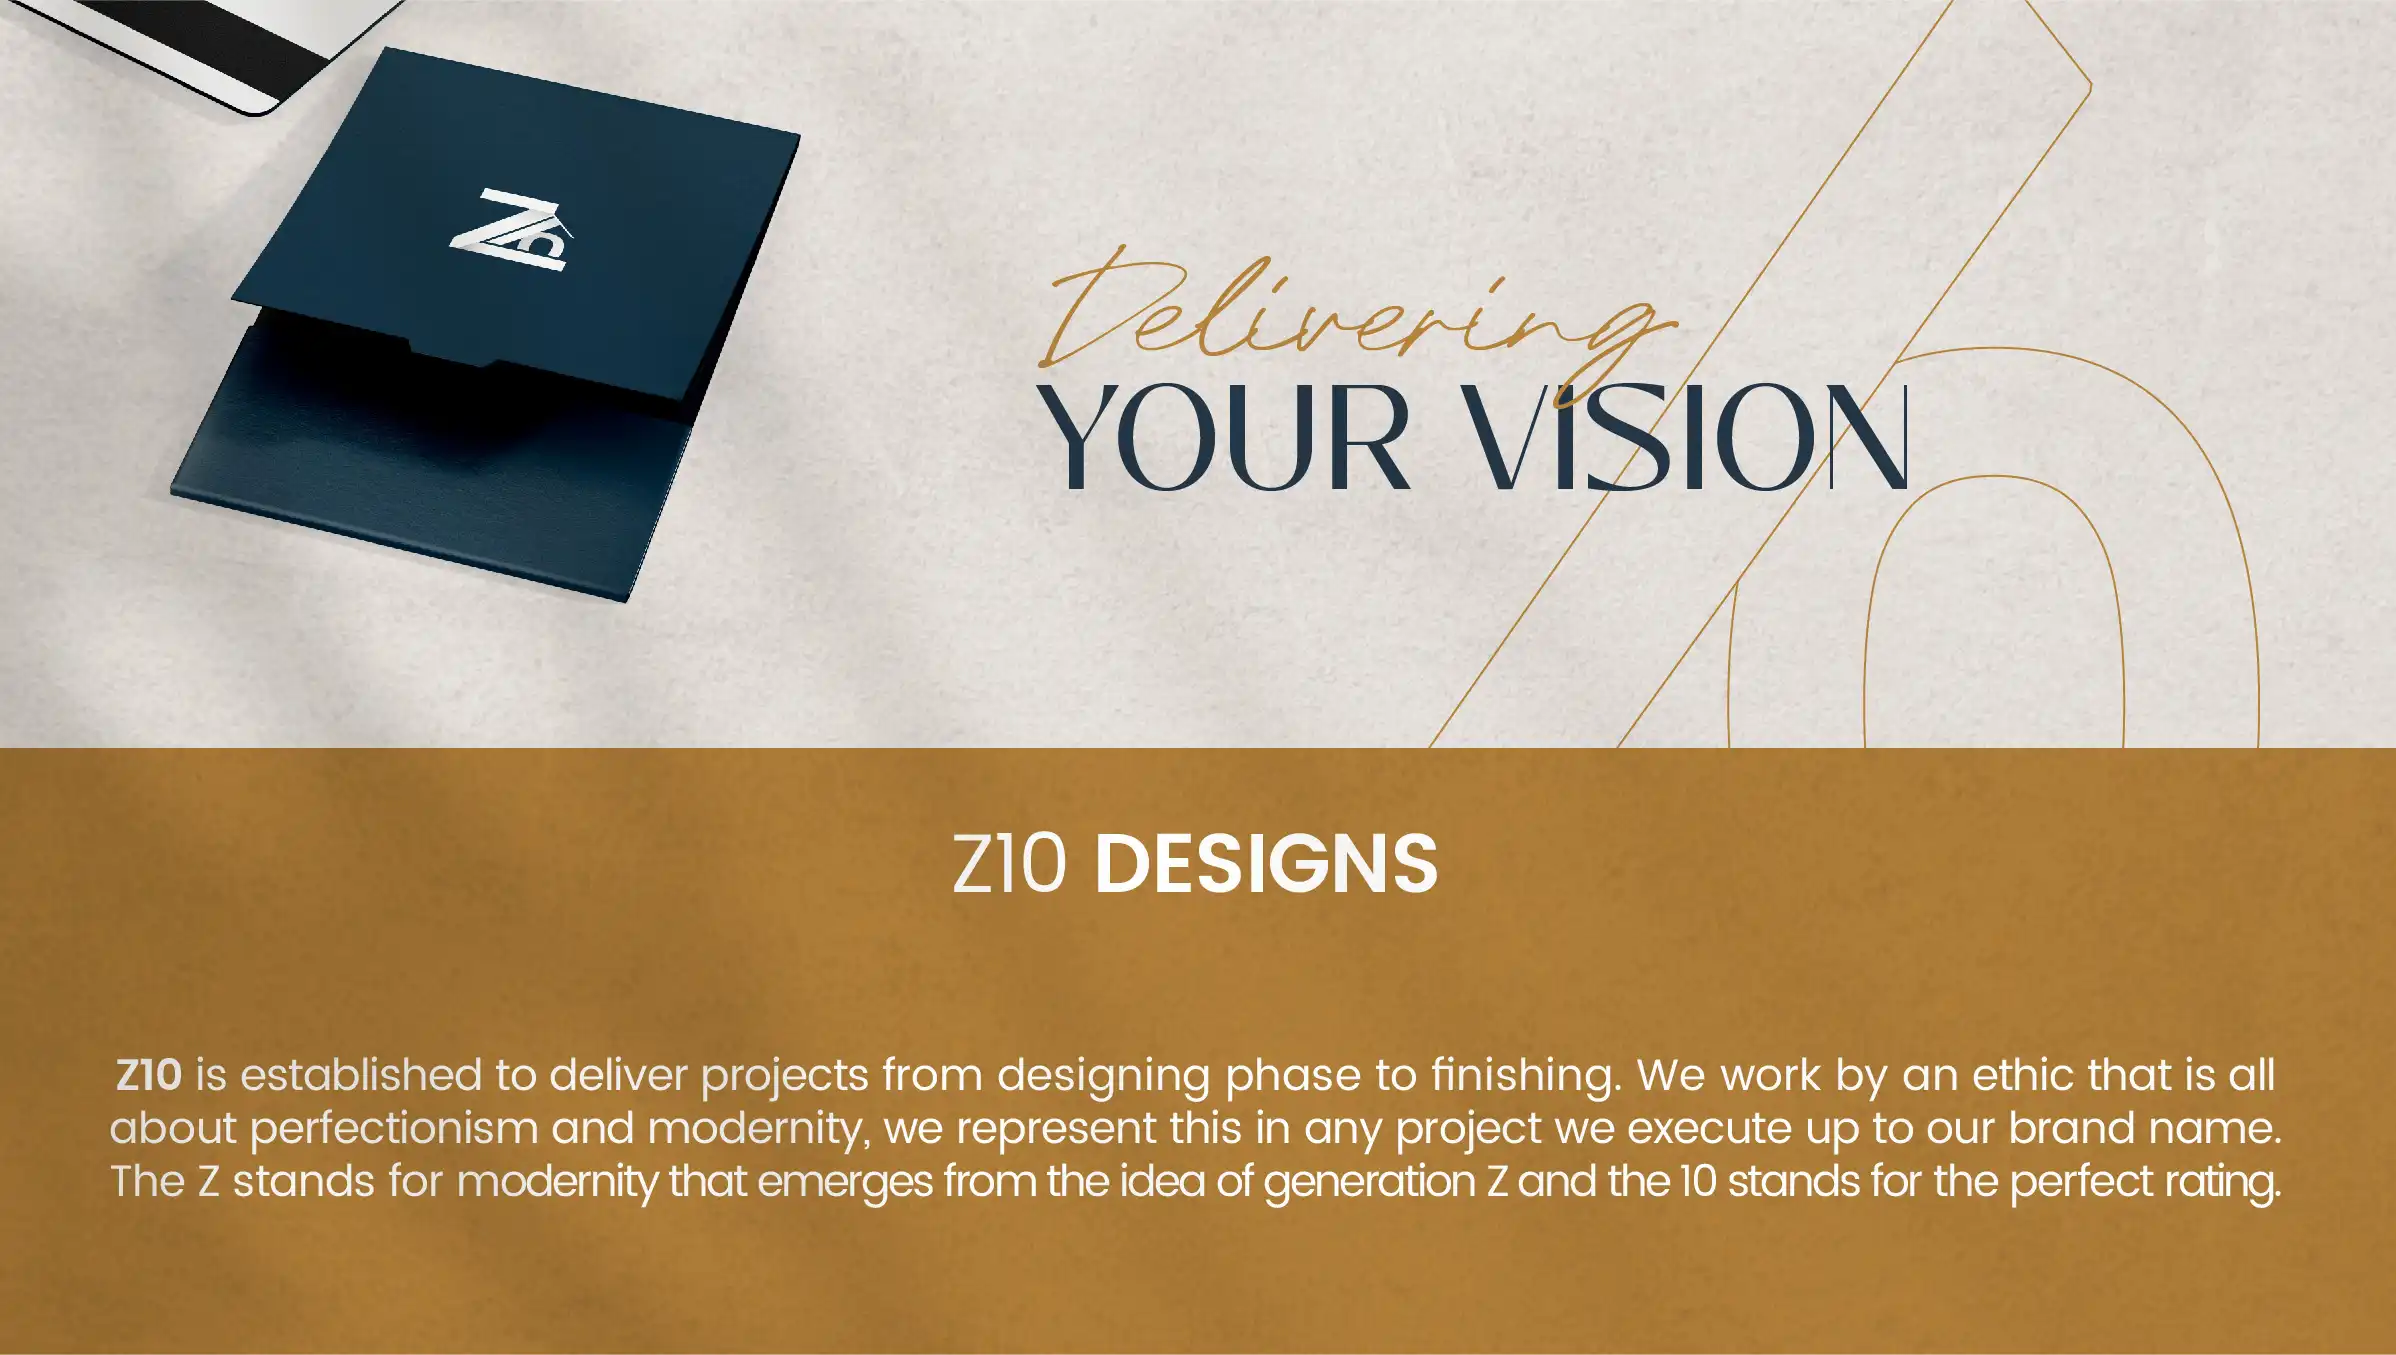 Delivering
YOUR VISION
Z10 DESIGNS
Z10 is established to deliver projects from designing phase to finishing. We work by an ethic that is all
about perfectionism and modernity, we represent this in any project we execute up to our brand name.
The Z stands for modernity that emerges from the idea of generation Z and the 10 stands for the perfect rating.